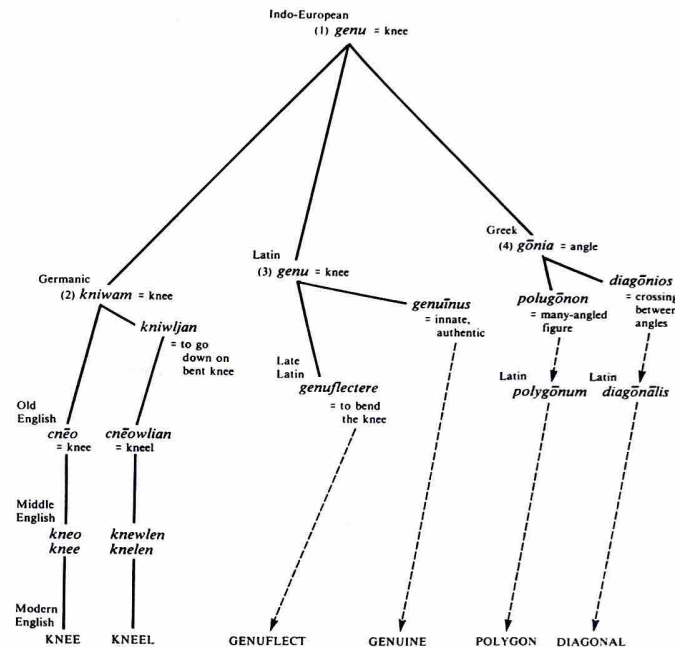 Indo-European
(1) genu = knee
Greek
(4) gōnia = angle
Latin
(3) genu = knee
Germanic
(2) kniwam = knee
diagōnios
= crossing
between
angles
polugōnon
= many-angled
figure
genuīnus
= innate,
authentic
kniwljan
= to go
down on
bent knee
Late
Latin
genuflectere
= to bend
the knee
Latin
polygōnum
Latin
diagōnālis
Old
English
cnēo
= knee
cnēowlian
= kneel
Middle
English
kneo
knee
knewlen
knelen
Modern
English
KNEE
KNEEL
GENUFLECT
GENUINE
POLYGON
DIAGONAL